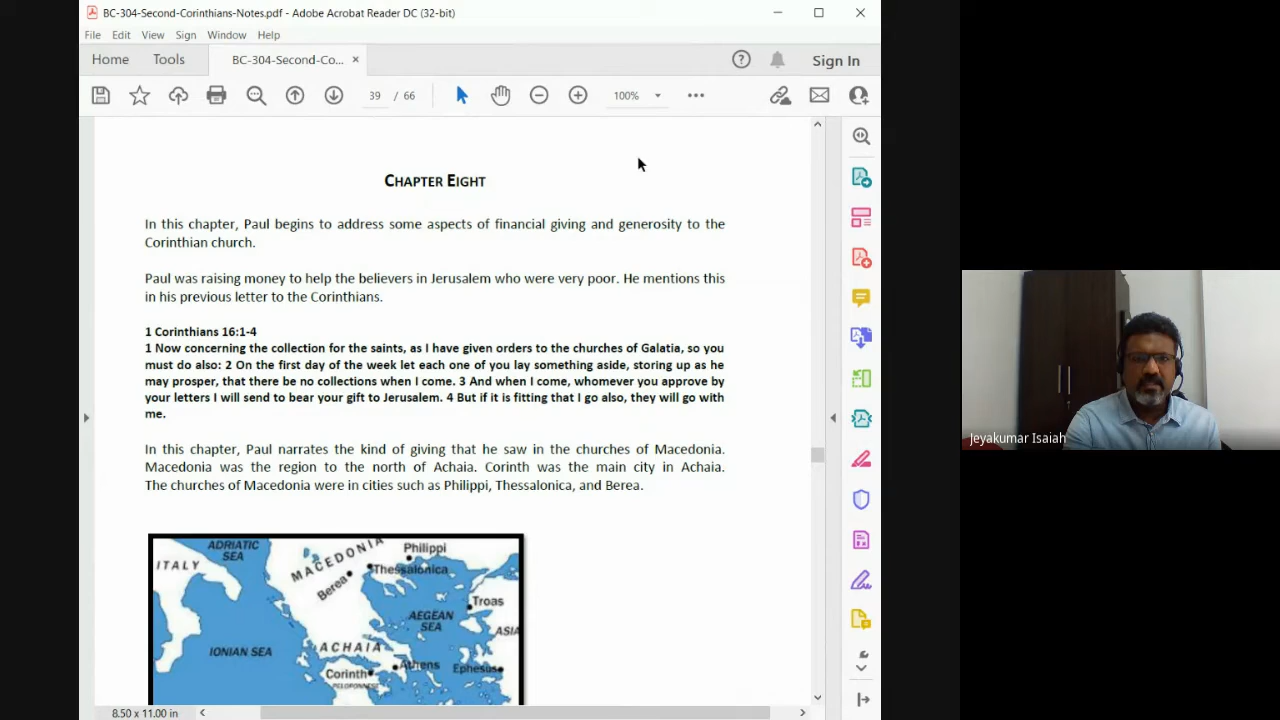 BC-304-Second-Corinthians-Notes.pdf - Adobe Acrobat Reader DC (32-bit)
File Edit View Sign Window Help
Home Tools BC-304-Second-Co... × Sign In
39 / 66 100%
CHAPTER EIGHT
In this chapter, Paul begins to address some aspects of financial giving and generosity to the
Corinthian church.
Paul was raising money to help the believers in Jerusalem who were very poor. He mentions this
in his previous letter to the Corinthians.
1 Corinthians 16:1-4
1 Now concerning the collection for the saints, as I have given orders to the churches of Galatia, so you
must do also: 2 On the first day of the week let each one of you lay something aside, storing up as he
may prosper, that there be no collections when I come. 3 And when I come, whomever you approve by
your letters I will send to bear your gift to Jerusalem. 4 But if it is fitting that I go also, they will go with
me.
In this chapter, Paul narrates the kind of giving that he saw in the churches of Macedonia.
Macedonia was the region to the north of Achaia. Corinth was the main city in Achaia.
The churches of Macedonia were in cities such as Philippi, Thessalonica, and Berea.
ADRIATIC
SEA
ITALY
MACEDONIA
Philippi
Thessalonica
Berea
Troas
AEGEAN
SEA
ASIA
IONIAN SEA
ACHAIA
Athens
Corinth
PELOPONNESE
Ephesus
8.50 x 11.00 in
Jeyakumar Isaiah